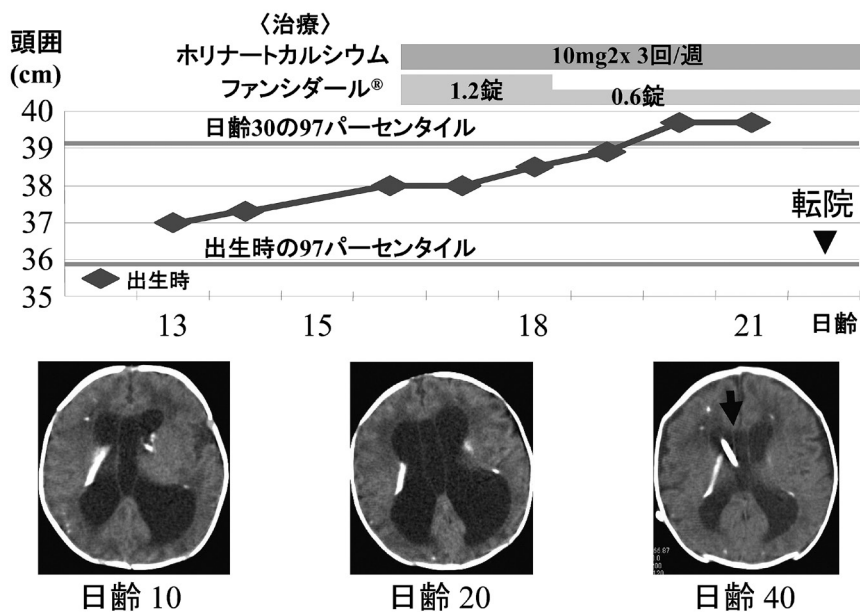 〈治療〉
頭囲
(cm)
ホリナートカルシウム
10mg2x 3回/週
ファンシダール®
1.2錠
0.6錠
40
日齢30の97パーセンタイル
39
38
転院
37
出生時の97パーセンタイル
36
出生時
35
13
15
18
21
日齢
日齢 10
日齢 20
日齢 40